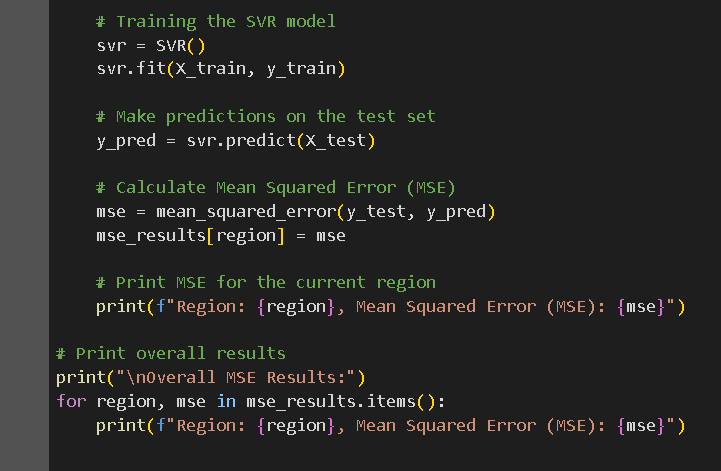 # Training the SVR model
svr = SVR()
svr.fit(X_train, y_train)
# Make predictions on the test set
y_pred = svr.predict(X_test)
# Calculate Mean Squared Error (MSE)
mse = mean_squared_error(y_test, y_pred)
mse_results[region] = mse
# Print MSE for the current region
print(f"Region: {region}, Mean Squared Error (MSE): {mse}")
# Print overall results
print("\nOverall MSE Results:")
for region, mse in mse_results.items():
print(f"Region: {region}, Mean Squared Error (MSE): {mse}")